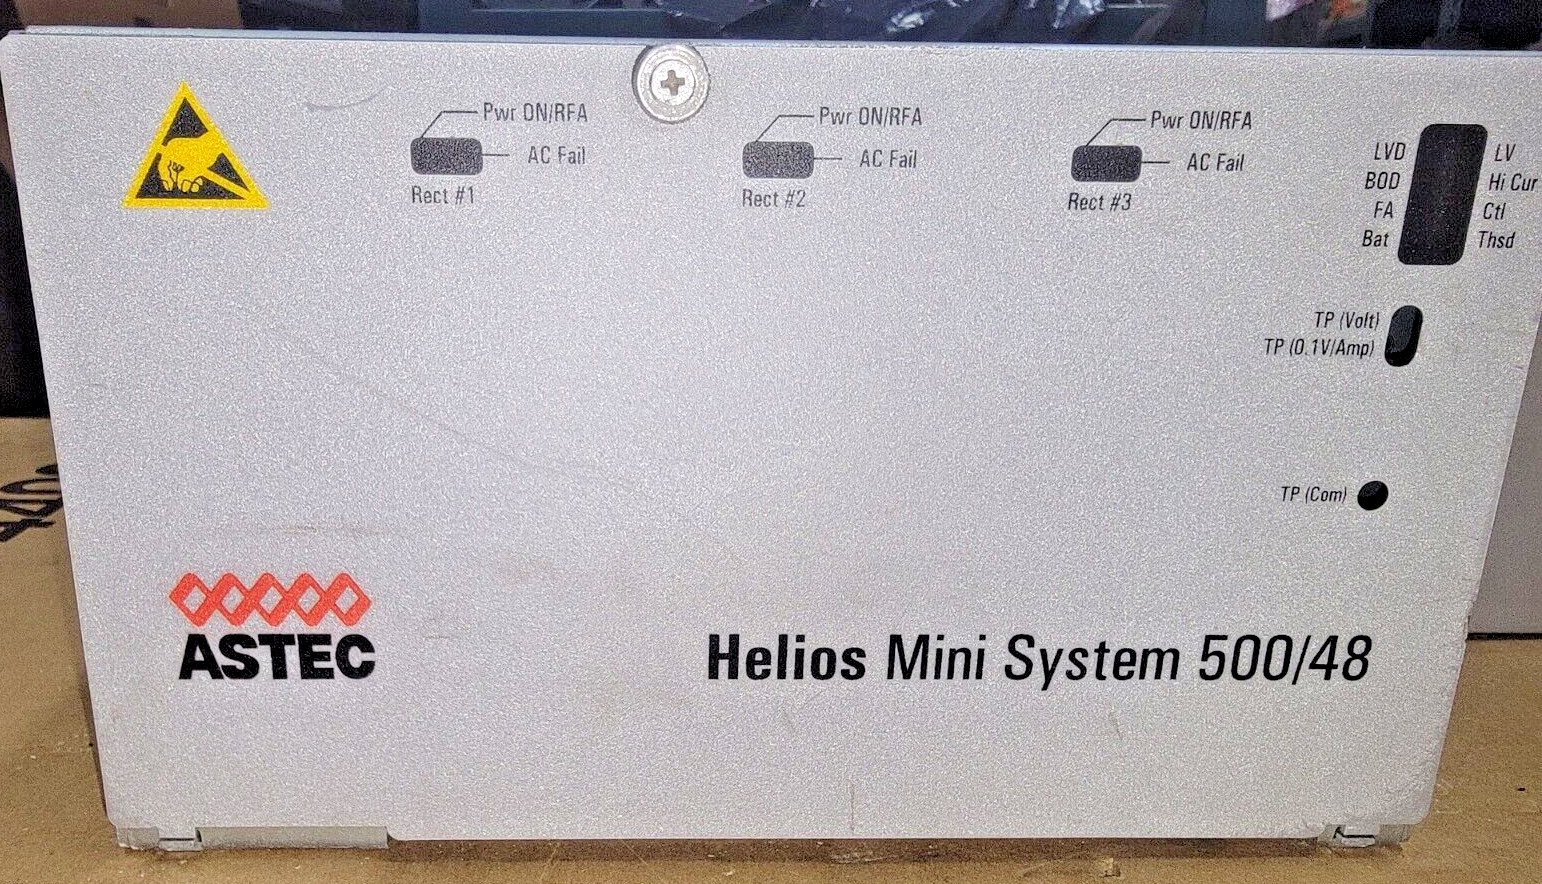 Pwr ON/RFA
AC Fail
Rect #1
Pwr ON/RFA
AC Fail
Rect #2
Pwr ON/RFA
AC Fail
Rect #3
LVD LV
BOD Hi Cur
FA Ctl
Bat Thsd
TP (Volt)
TP (0.1V/Amp)
TP (Com)
ASTEC
Helios Mini System 500/48